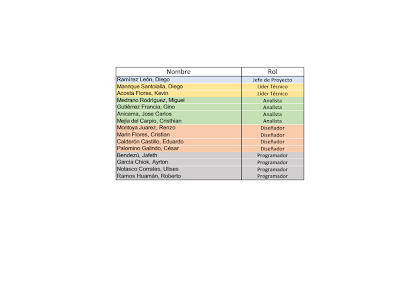 Nombre Rol
Ramírez León, Diego Jefe de Proyecto
Manrique Santolalla, Diego Líder Técnico
Acosta Flores, Kevin Líder Técnico
Medrano Rodríguez, Miguel Analista
Gutiérrez Francia, Gino Analista
Anicama, Jose Carlos Analista
Mejía del Carpio, Cristhian Analista
Montoya Juarez, Renzo Diseñador
Marín Flores, Cristian Diseñador
Calderón Castillo, Eduardo Diseñador
Palomino Galindo, César Diseñador
Bendezú, Jafeth Programador
García Chiok, Ayrton Programador
Nolasco Corrales, Ulises Programador
Ramos Huamán, Roberto Programador